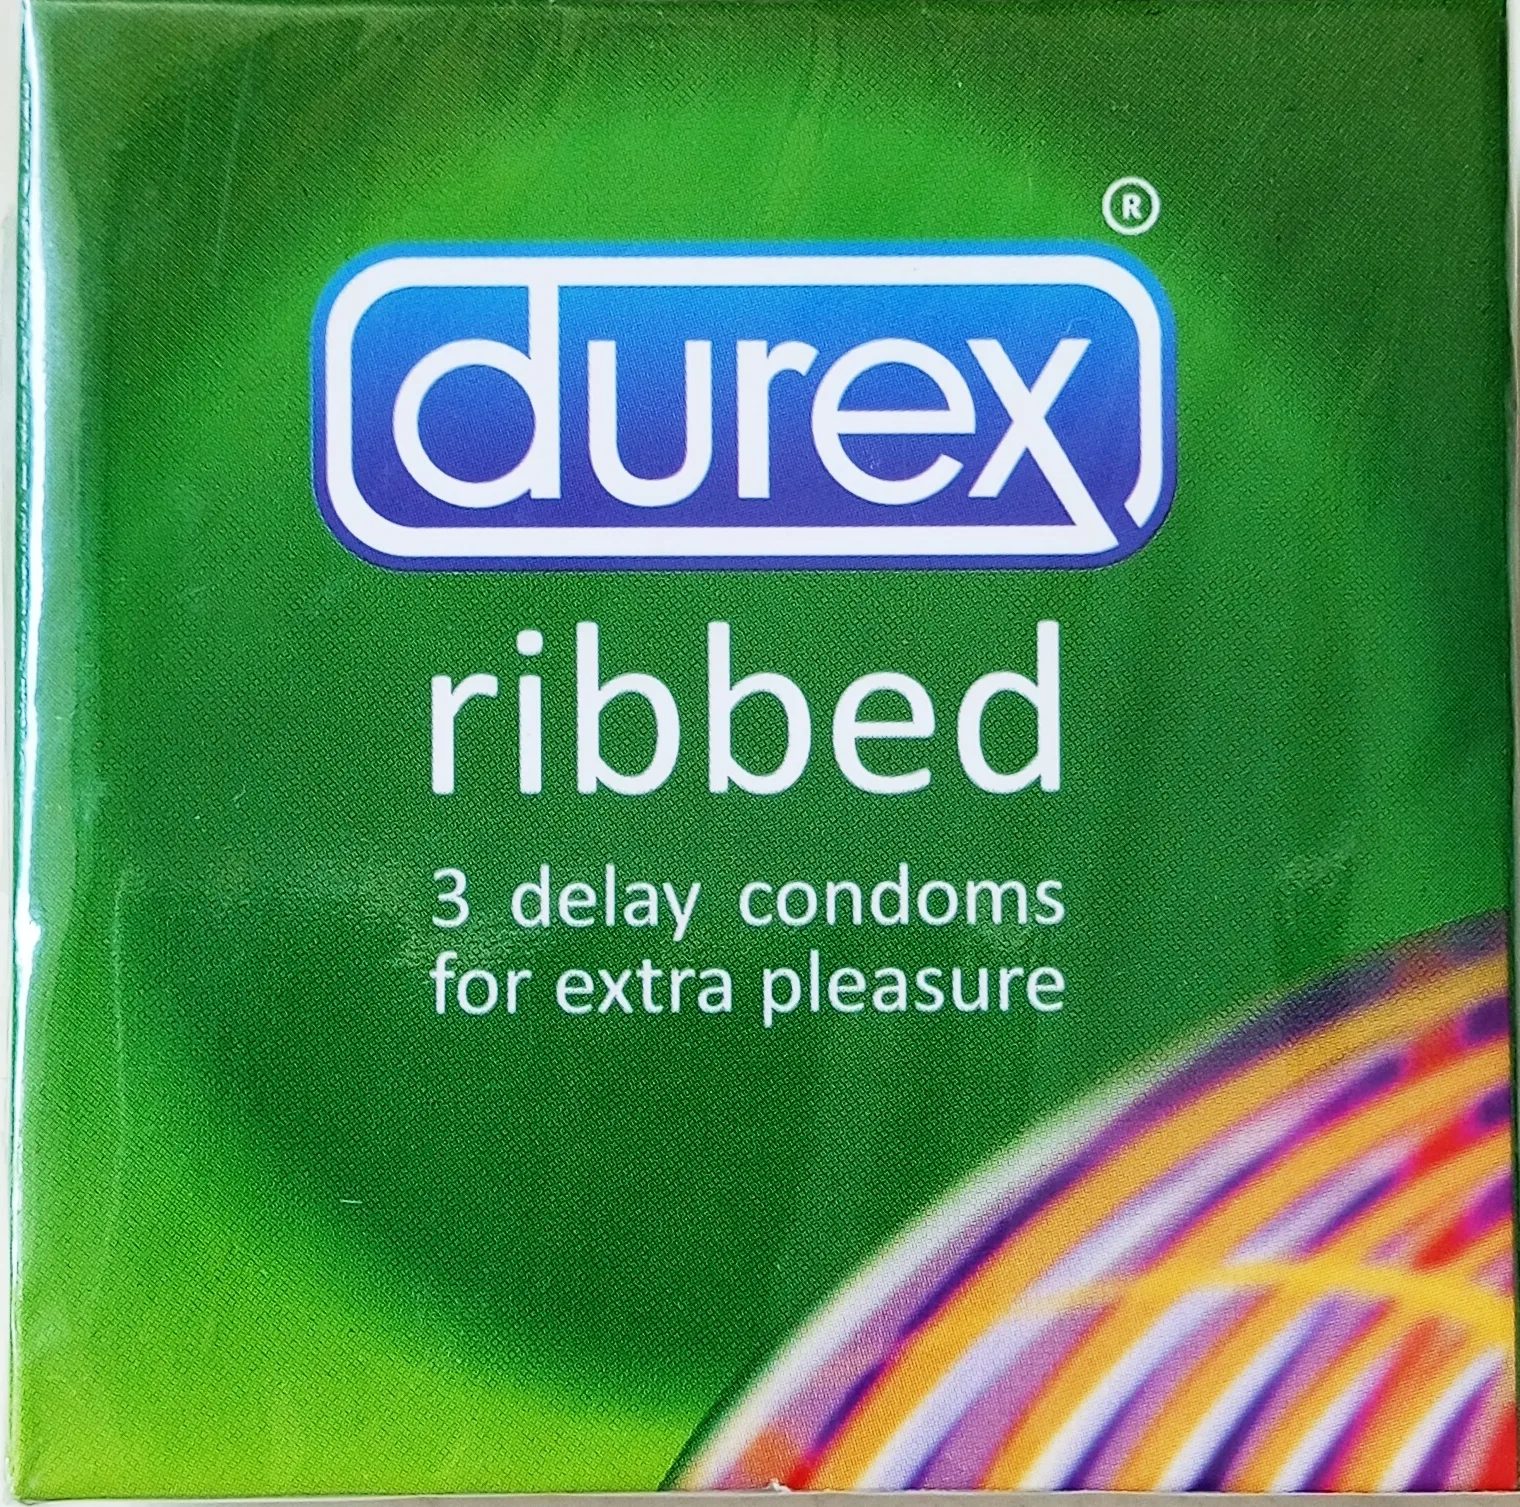 ®
durex
ribbed
3 delay condoms
for extra pleasure